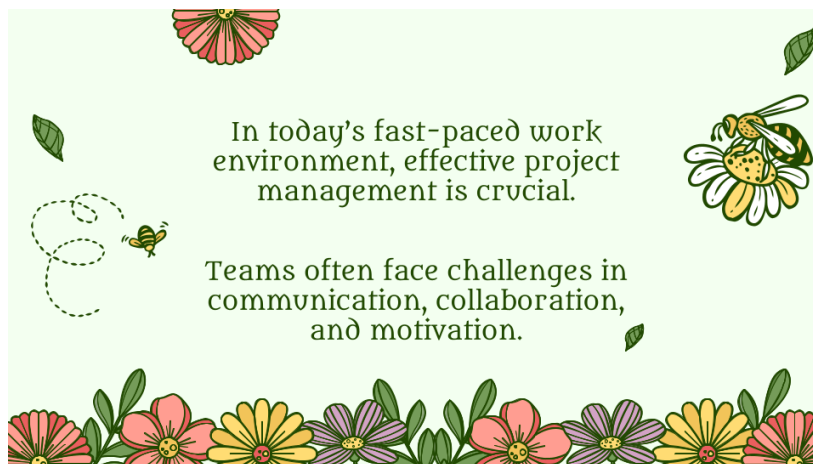 In today's fast-paced work
environment, effective project
management is crucial.
Teams often face challenges in
communication, collaboration,
and motivation.